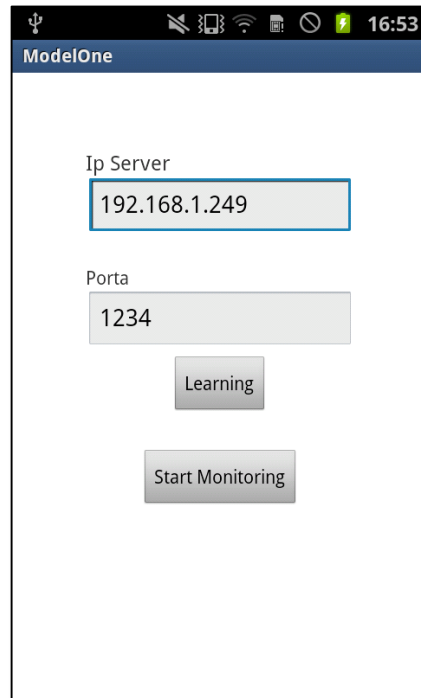 16:53
ModelOne
Ip Server
192.168.1.249
Porta
1234
Learning
Start Monitoring